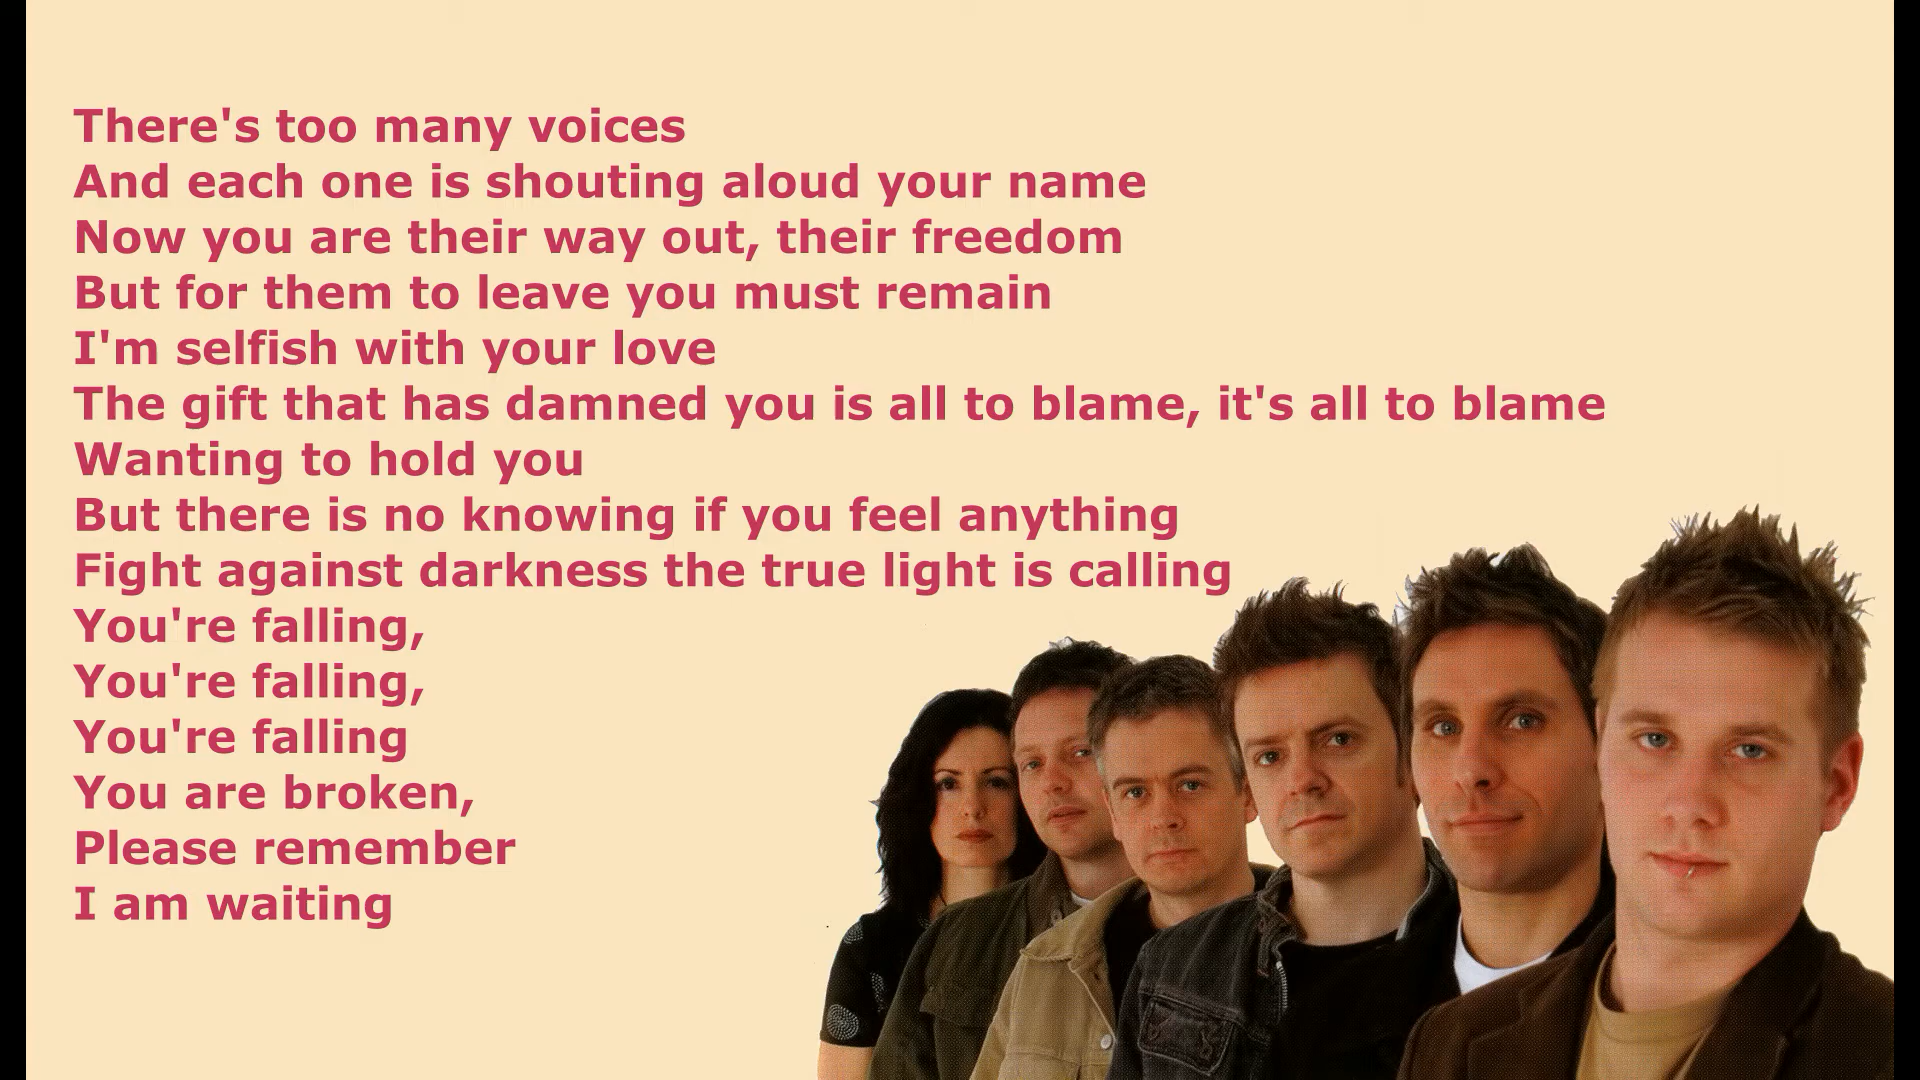 There's too many voices
And each one is shouting aloud your name
Now you are their way out, their freedom
But for them to leave you must remain
I'm selfish with your love
The gift that has damned you is all to blame, it's all to blame
Wanting to hold you
But there is no knowing if you feel anything
Fight against darkness the true light is calling
You're falling,
You're falling,
You're falling
You are broken,
Please remember
I am waiting